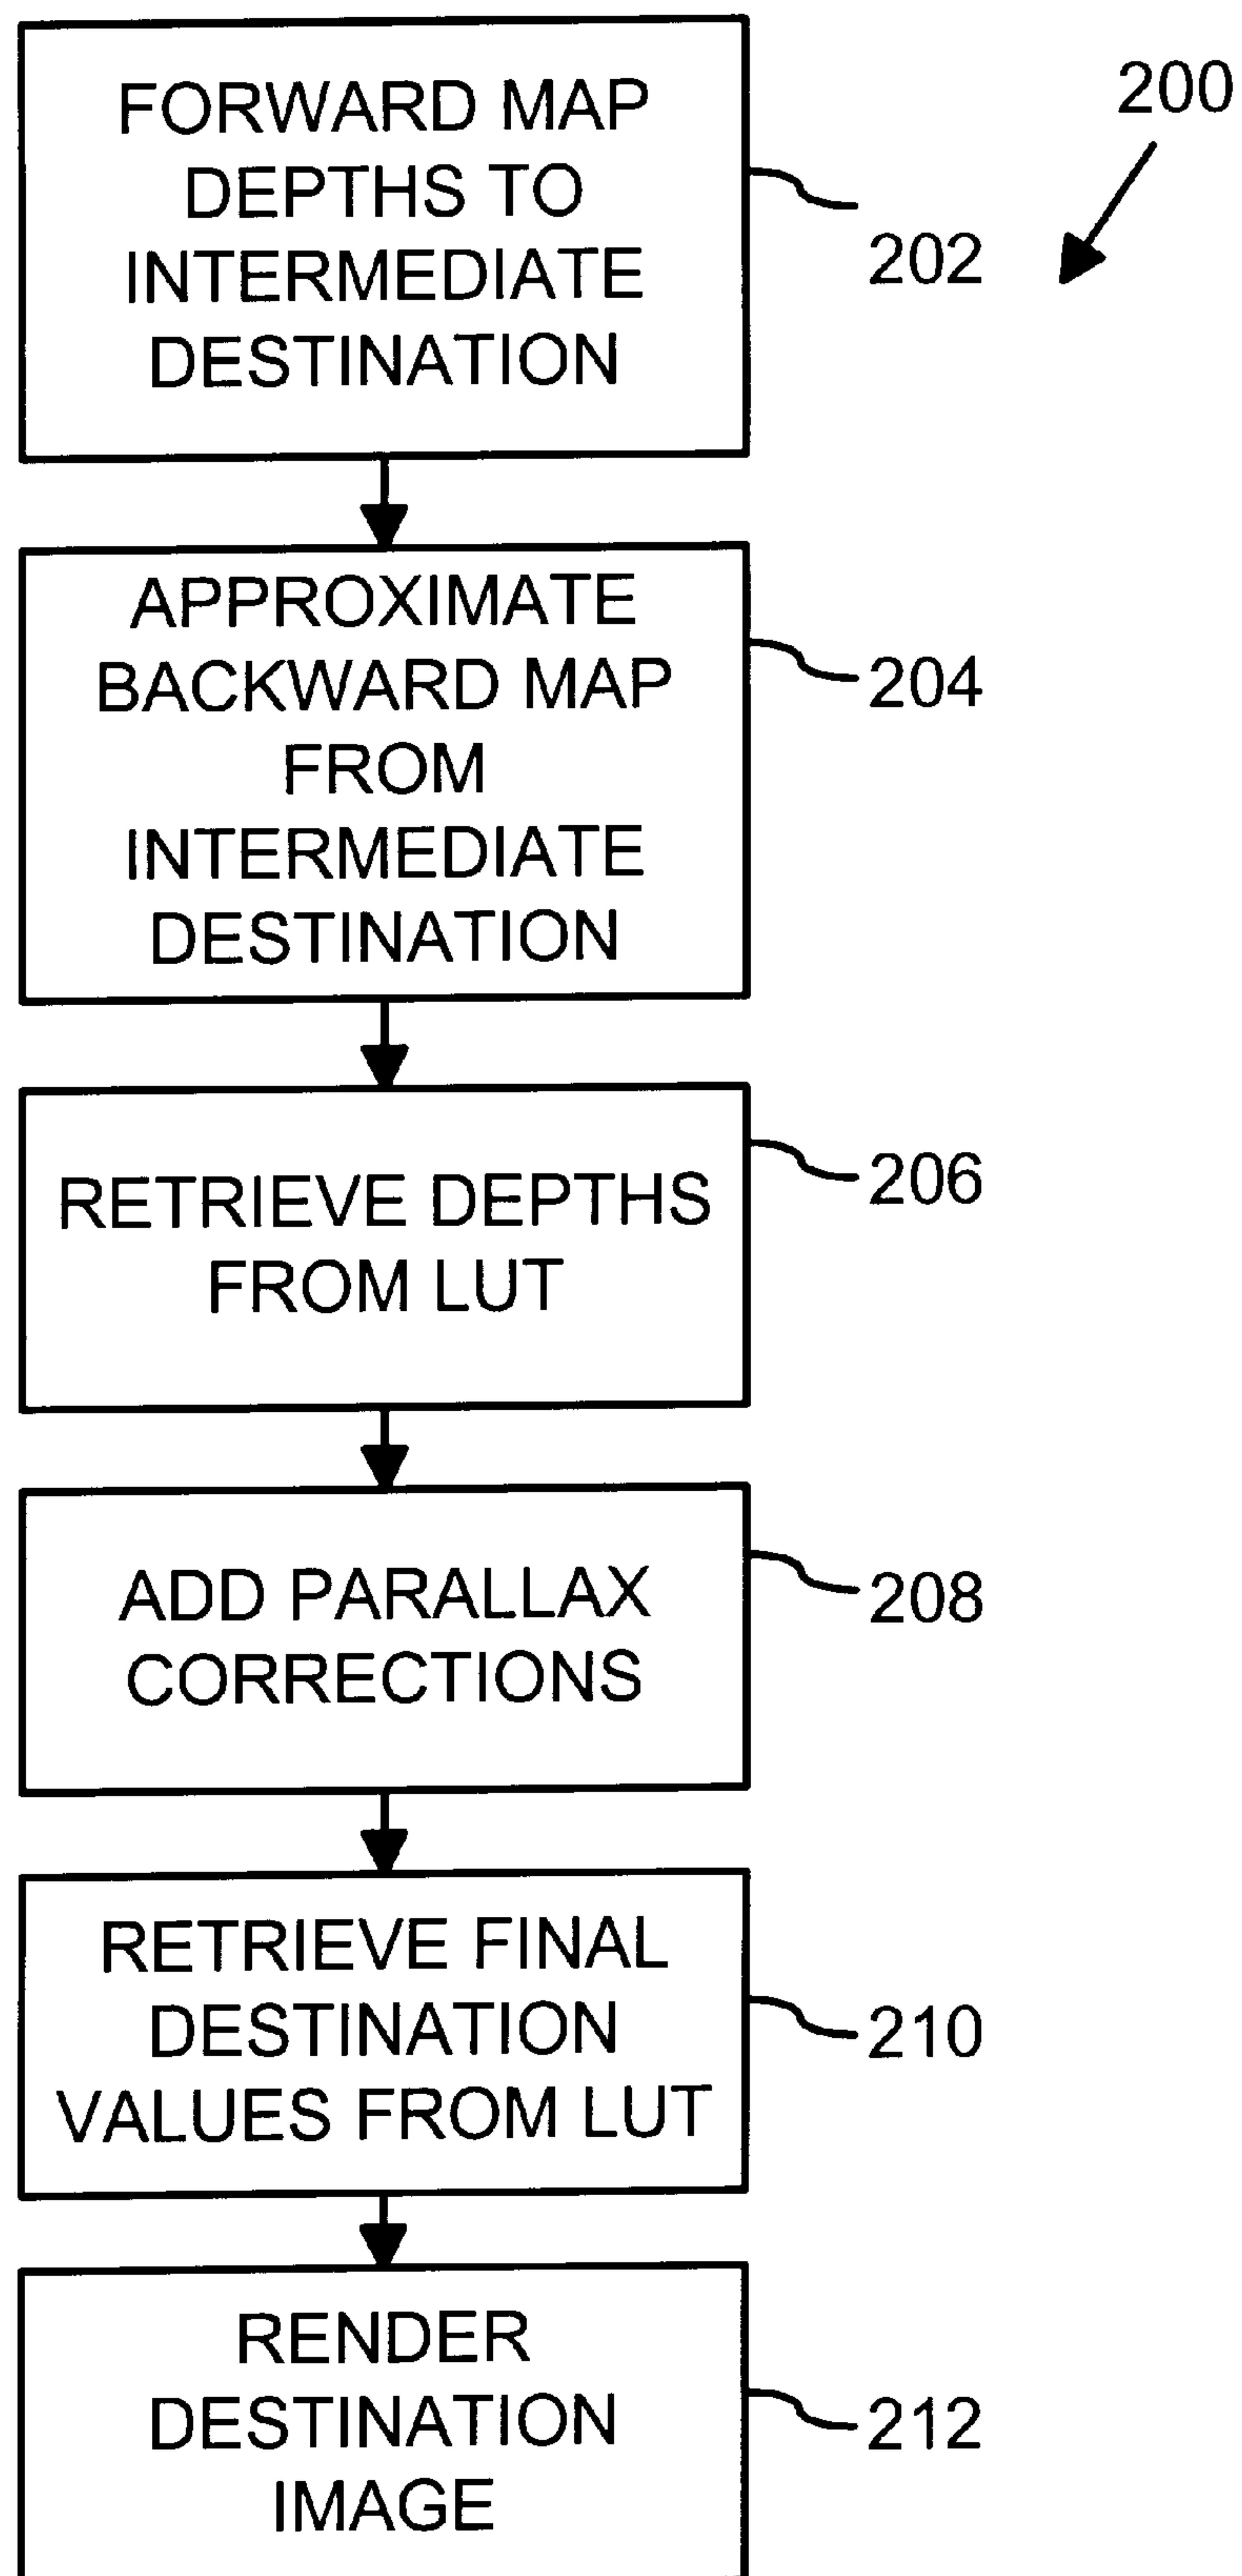 200
FORWARD MAP
DEPTHS TO
INTERMEDIATE
DESTINATION
202
APPROXIMATE
BACKWARD MAP
FROM
INTERMEDIATE
DESTINATION
204
RETRIEVE DEPTHS
FROM LUT
206
ADD PARALLAX
CORRECTIONS
208
RETRIEVE FINAL
DESTINATION
VALUES FROM LUT
210
RENDER
DESTINATION
IMAGE
212